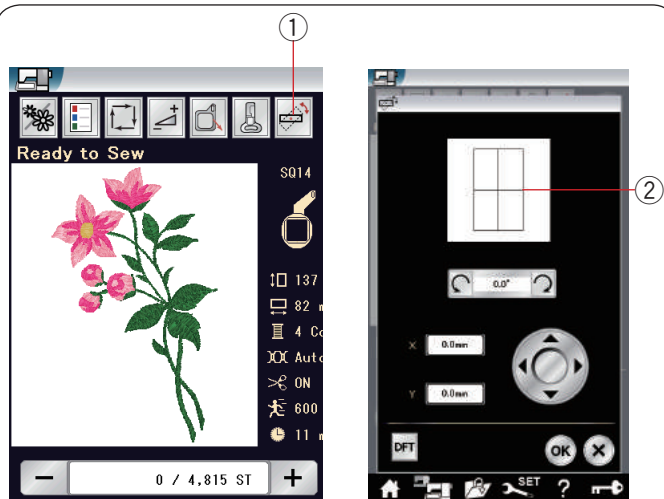 ①
Ready to Sew
SQ14
137
82 m
4 Co
Auto
ON
600
11 m
− 0 / 4,815 ST +
②
0.0°
X 0.0mm
Y 0.0mm
DFT OK X
SET ?